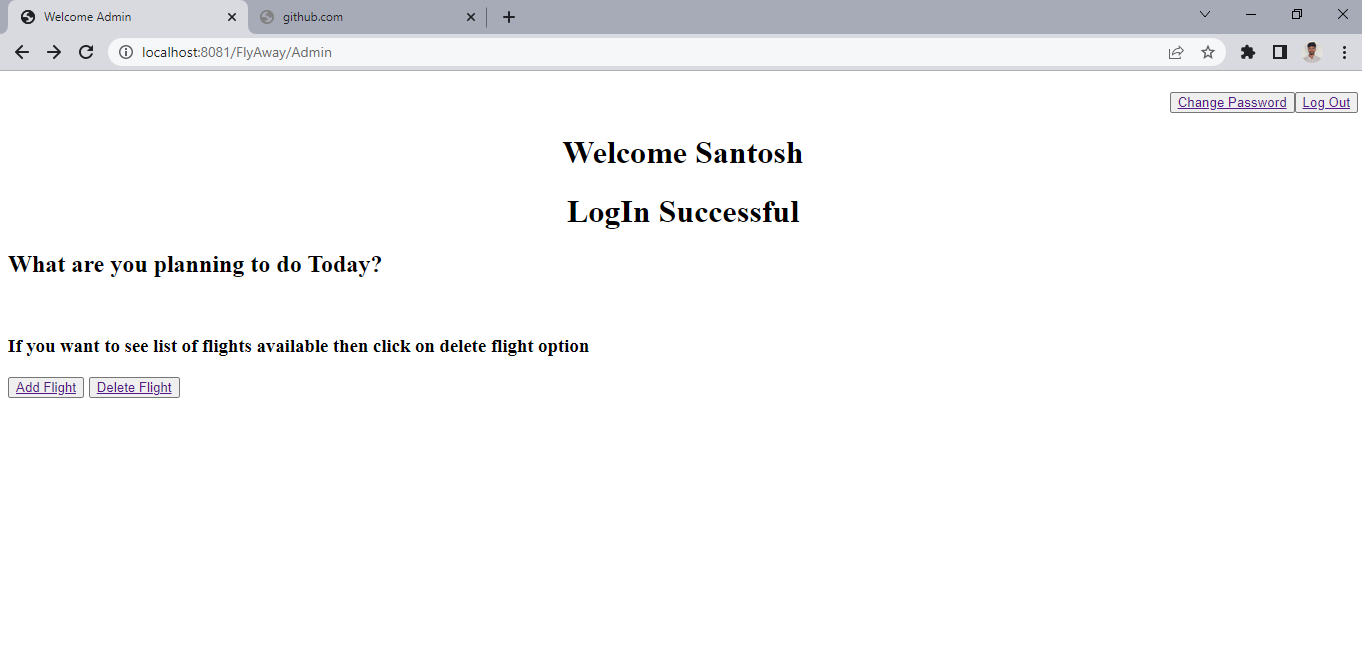 Welcome Admin
github.com
localhost:8081/FlyAway/Admin
Change Password Log Out
Welcome Santosh
LogIn Successful
What are you planning to do Today?
If you want to see list of flights available then click on delete flight option
Add Flight Delete Flight